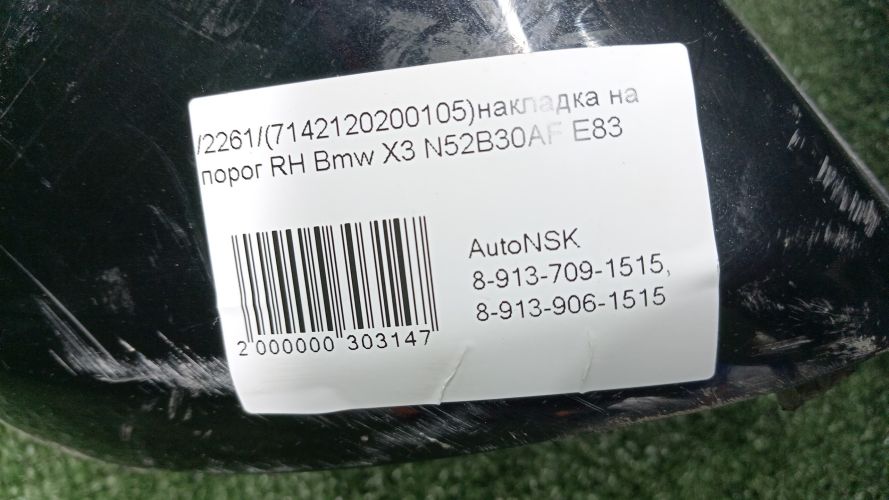 /2261/(7142120200105)накладка на
порог RH Bmw X3 N52B30AF E83
AutoNSK
8-913-709-1515,
8-913-906-1515
2 000000 303147